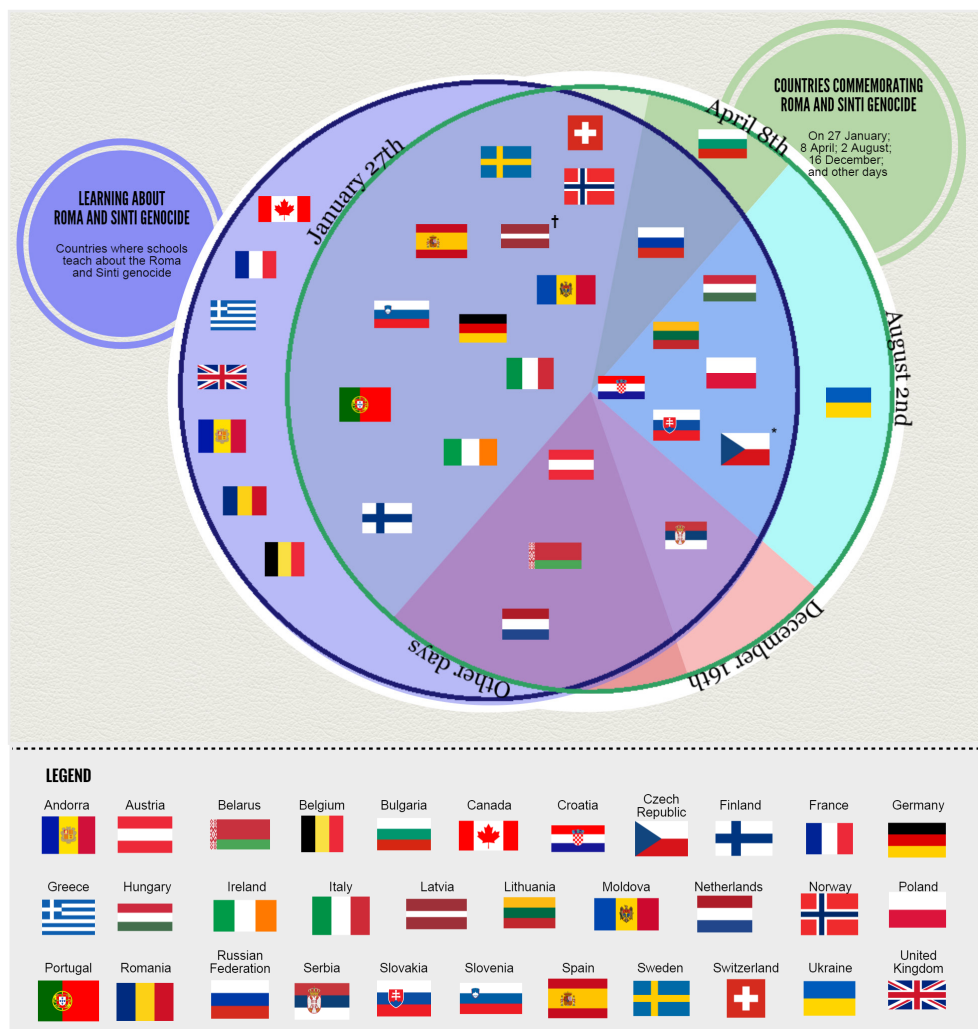 LEARNING ABOUT
ROMA AND SINTI GENOCIDE
Countries where schools
teach about the Roma
and Sinti genocide
COUNTRIES COMMEMORATING
ROMA AND SINTI GENOCIDE
On 27 January;
8 April; 2 August;
16 December;
and other days
January 27th
April 8th
August 2nd
December 16th
Other days
†
*
LEGEND
Andorra
Austria
Belarus
Belgium
Bulgaria
Canada
Croatia
Czech
Republic
Finland
France
Germany
Greece
Hungary
Ireland
Italy
Latvia
Lithuania
Moldova
Netherlands
Norway
Poland
Portugal
Romania
Russian
Federation
Serbia
Slovakia
Slovenia
Spain
Sweden
Switzerland
Ukraine
United
Kingdom